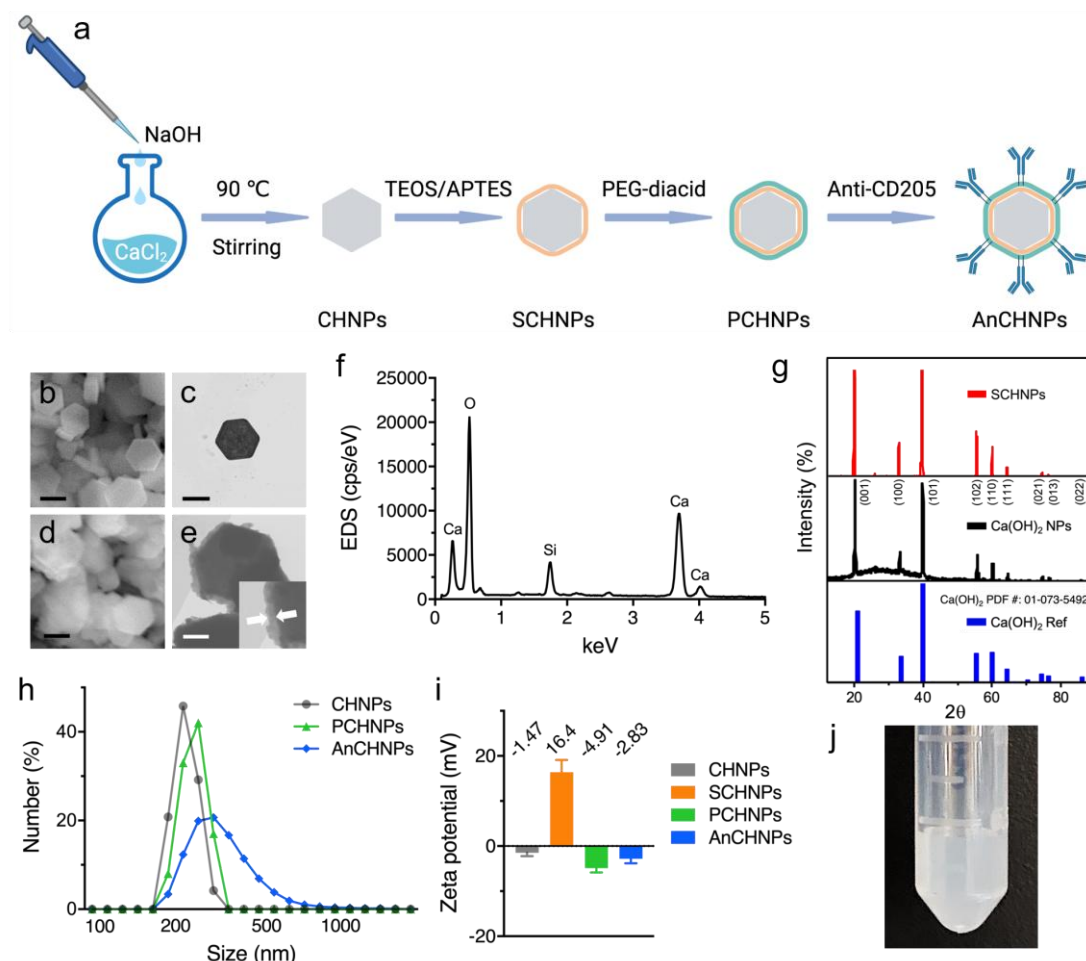 a
NaOH
CaCl₂
90 ℃
Stirring
TEOS/APTES
PEG-diacid
Anti-CD205
CHNPs
SCHNPs
PCHNPs
AnCHNPs
b
c
d
e
f
EDS (cps/eV)
25000
20000
15000
10000
5000
0
Ca
O
Si
Ca
Ca
0 1 2 3 4 5
keV
g
Intensity (%)
SCHNPs
(001) (100) (101) (102) (110) (111) (021) (013) (022)
Ca(OH)₂ NPs
Ca(OH)₂ PDF #: 01-073-5492
Ca(OH)₂ Ref
20 40 60 80
2θ
h
Number (%)
40
20
0
CHNPs
PCHNPs
AnCHNPs
100 200 500 1000
Size (nm)
i
Zeta potential (mV)
20
0
-20
-1.47 16.4 -4.91 -2.83
CHNPs
SCHNPs
PCHNPs
AnCHNPs
j